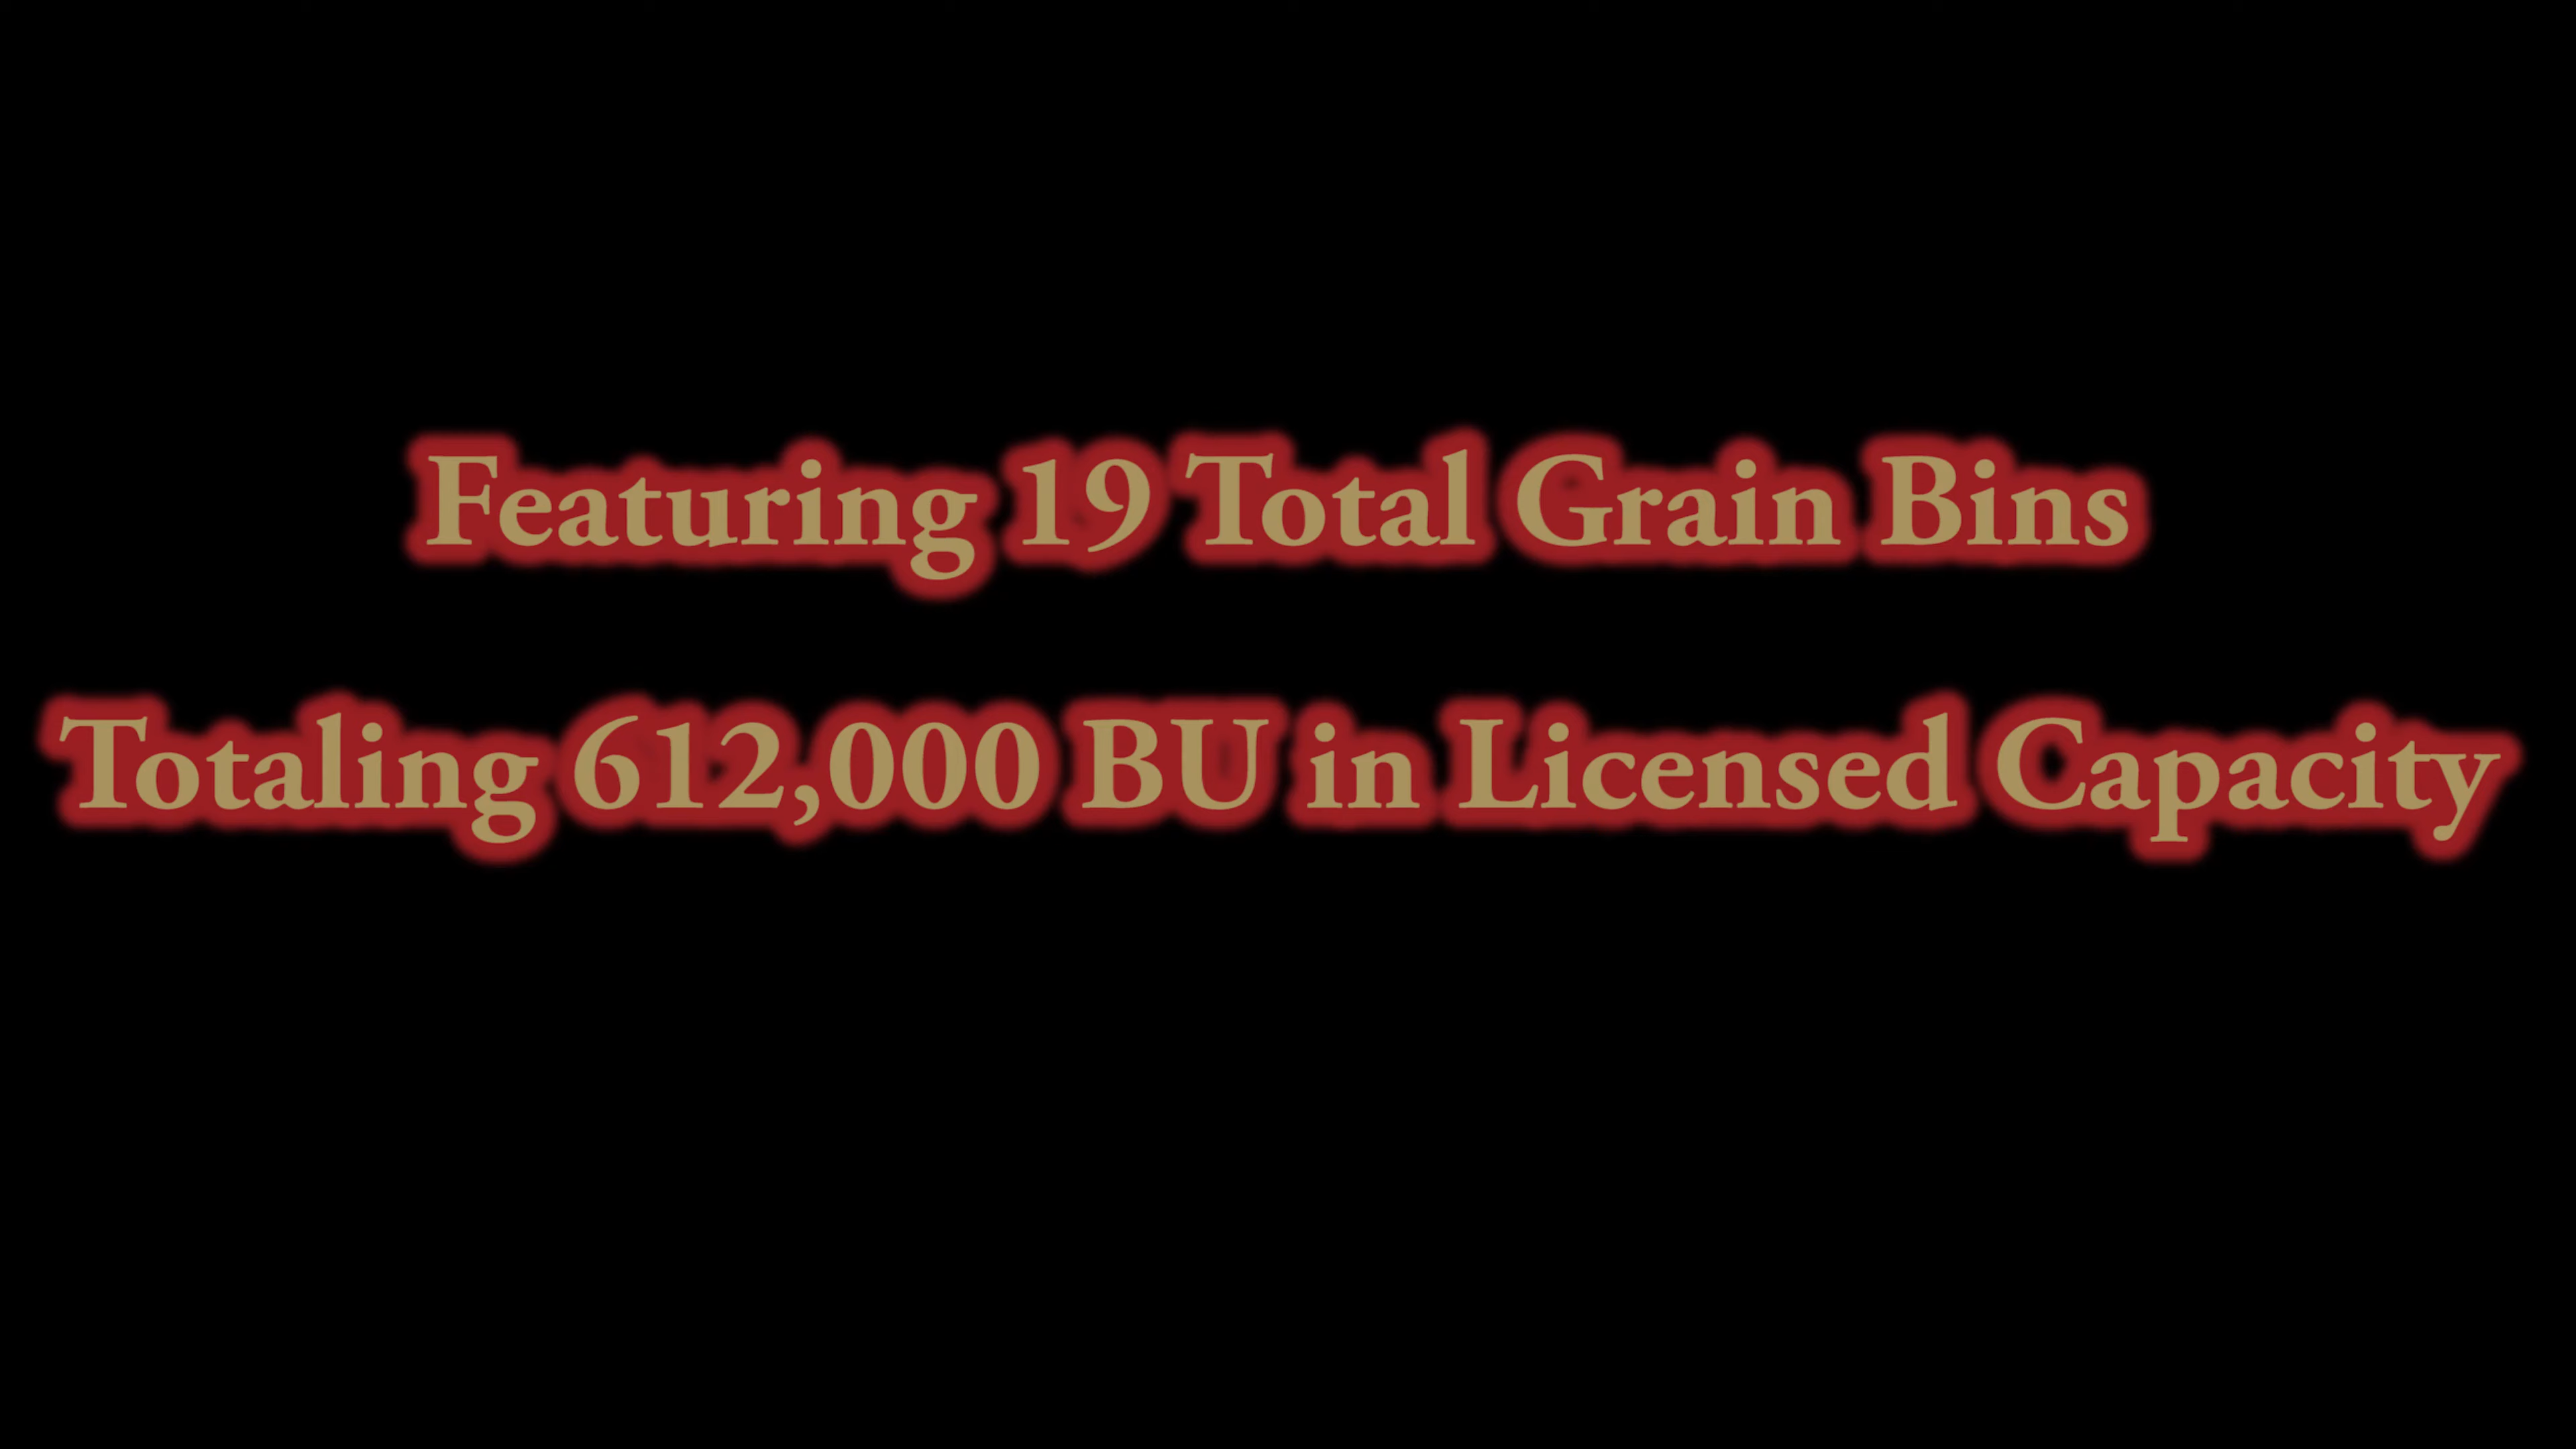 Featuring 19 Total Grain Bins
Totaling 612,000 BU in Licensed Capacity